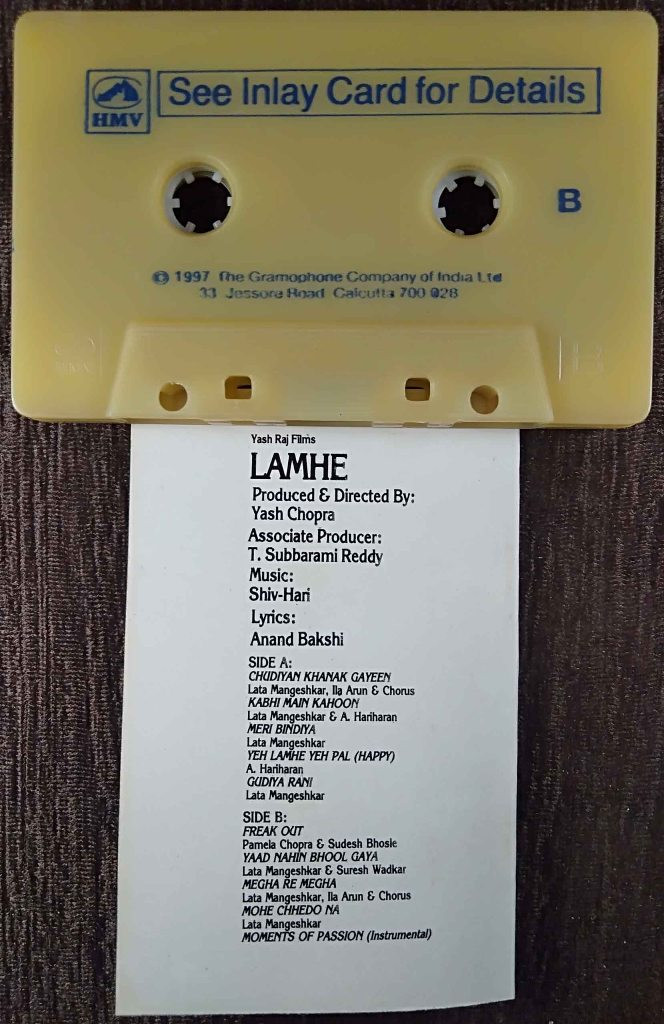 HMV
See Inlay Card for Details
B
© 1997 The Gramophone Company of India Ltd
33 Jessore Road Calcutta 700 028
B
Yash Raj Films
LAMHE
Produced & Directed By:
Yash Chopra
Associate Producer:
T. Subbarami Reddy
Music:
Shiv-Hari
Lyrics:
Anand Bakshi
SIDE A:
CHUDIYAN KHANAK GAYEEN
Lata Mangeshkar, Ila Arun & Chorus
KABHI MAIN KAHOON
Lata Mangeshkar & A. Hariharan
MERI BINDIYA
Lata Mangeshkar
YEH LAMHE YEH PAL (HAPPY)
A. Hariharan
GUDIYA RANI
Lata Mangeshkar
SIDE B:
FREAK OUT
Pamela Chopra & Sudesh Bhosle
YAAD NAHIN BHOOL GAYA
Lata Mangeshkar & Suresh Wadkar
MEGHA RE MEGHA
Lata Mangeshkar, Ila Arun & Chorus
MOHE CHHEDO NA
Lata Mangeshkar
MOMENTS OF PASSION (Instrumental)